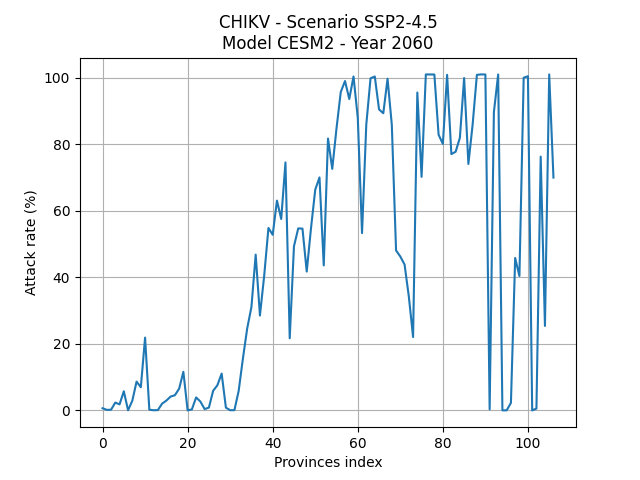 CHIKV - Scenario SSP2-4.5
Model CESM2 - Year 2060
100
80
60
40
20
0
Attack rate (%)
0 20 40 60 80 100
Provinces index